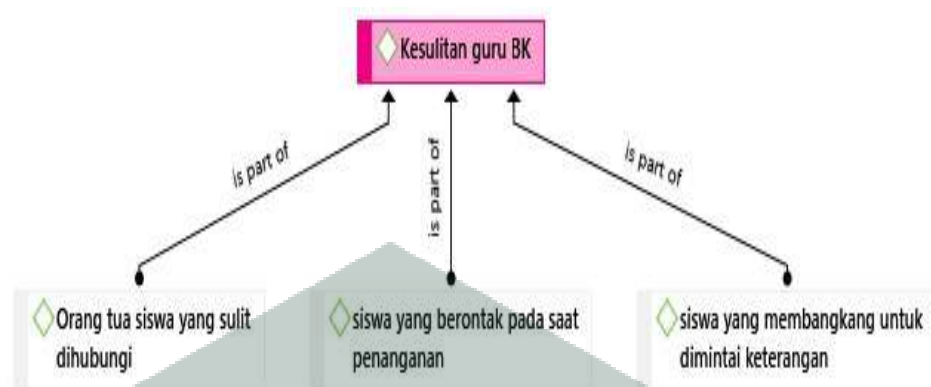 Kesulitan guru BK
is part of
is part of
is part of
Orang tua siswa yang sulit
dihubungi
siswa yang berontak pada saat
penanganan
siswa yang membangkang untuk
dimintai keterangan